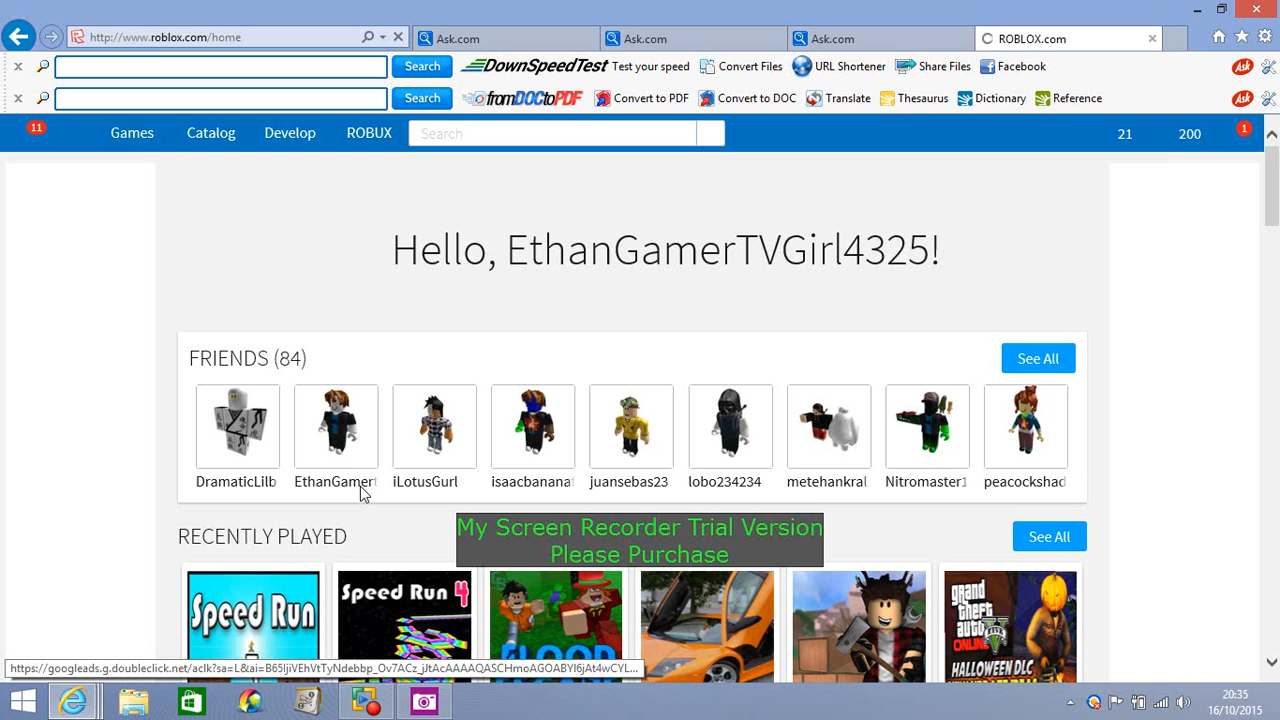 http://www.roblox.com/home
Ask.com
Ask.com
Ask.com
ROBLOX.com
Search
DOWNSPEEDTEST
Test your speed
Convert Files
URL Shortener
Share Files
Facebook
Ask
Search
fromDOCtoPDF
Convert to PDF
Convert to DOC
Translate
Thesaurus
Dictionary
Reference
Ask
11
Games
Catalog
Develop
ROBUX
Search
21
200
1
Hello, EthanGamerTVGirl4325!
FRIENDS (84)
See All
DramaticLilb
EthanGamer
iLotusGurl
isaacbanana
juansebas23
lobo234234
metehankral
Nitromaster1
peacockshad
RECENTLY PLAYED
See All
My Screen Recorder Trial Version
Please Purchase
Speed Run
Speed Run 4
FLOOD
grand
theft
auto
V
ONLINE
HALLOWEEN DLC
20:35
16/10/2015